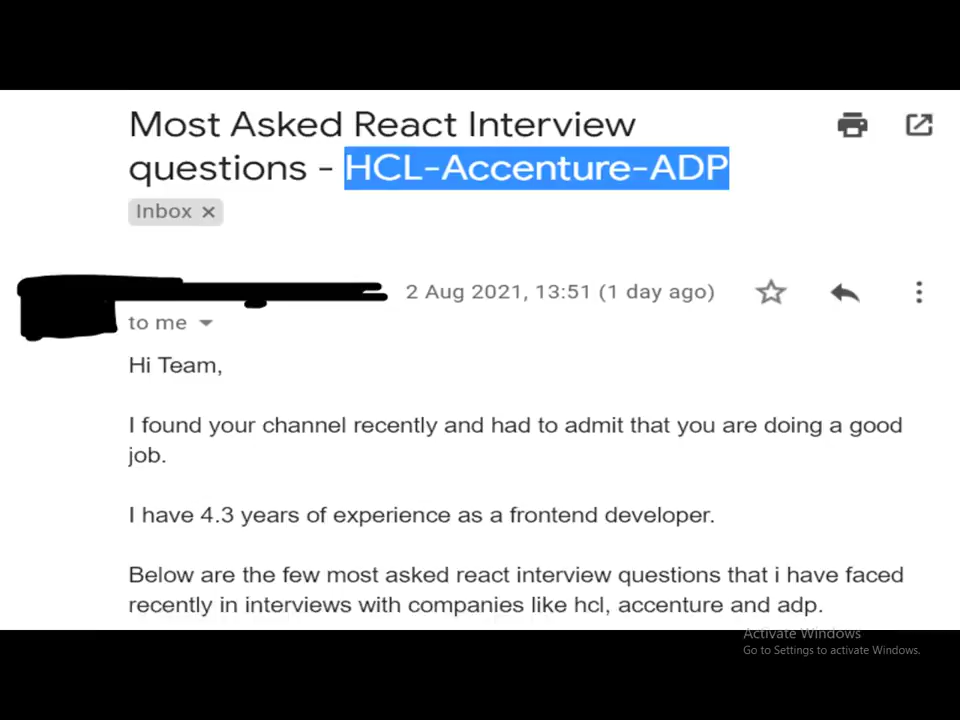 Most Asked React Interview
questions - HCL-Accenture-ADP
Inbox ×
2 Aug 2021, 13:51 (1 day ago)
to me
Hi Team,
I found your channel recently and had to admit that you are doing a good
job.
I have 4.3 years of experience as a frontend developer.
Below are the few most asked react interview questions that i have faced
recently in interviews with companies like hcl, accenture and adp.
Activate Windows
Go to Settings to activate Windows.